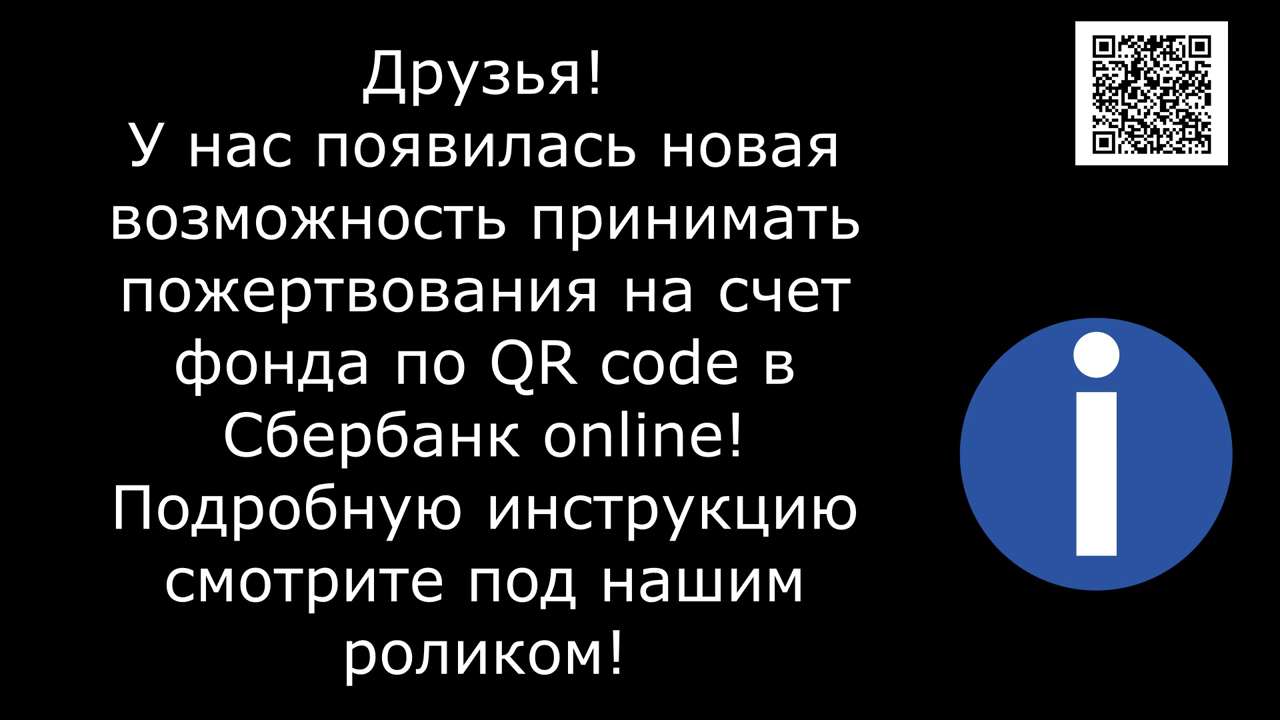 Друзья!
У нас появилась новая
возможность принимать
пожертвования на счет
фонда по QR code в
Сбербанк online!
Подробную инструкцию
смотрите под нашим
роликом!